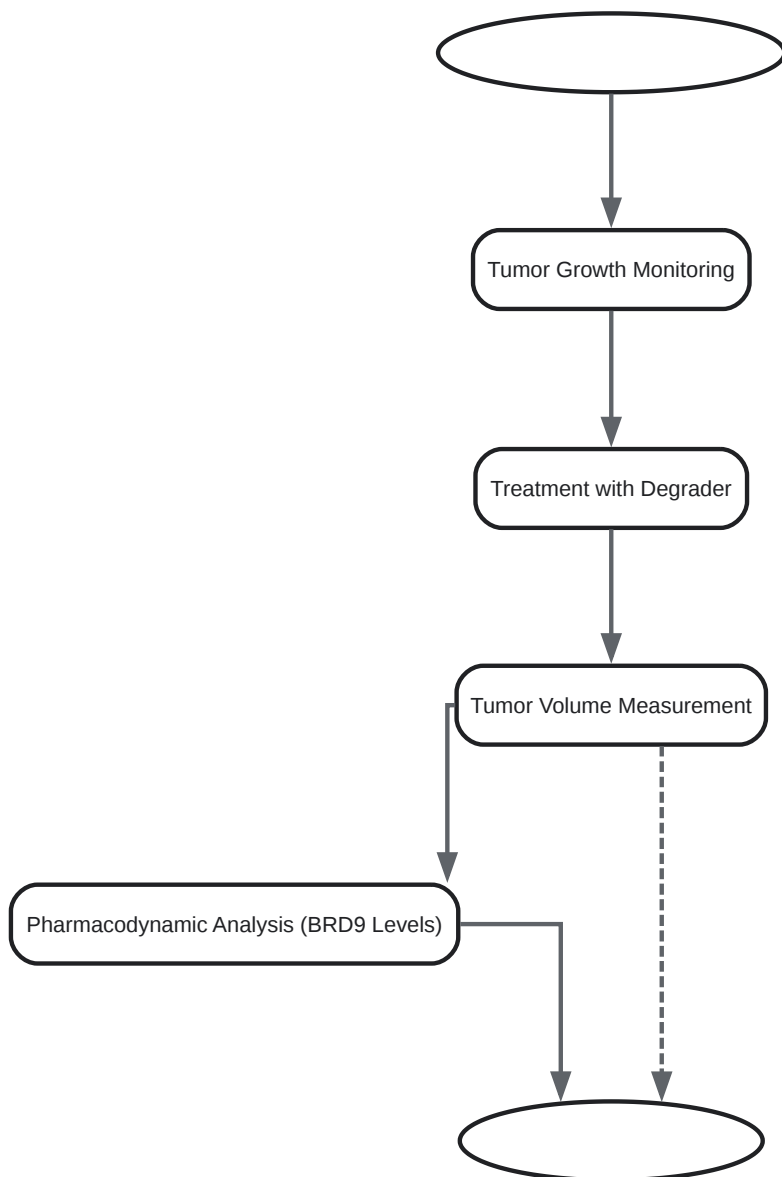 Tumor Growth Monitoring
Treatment with Degrader
Tumor Volume Measurement
Pharmacodynamic Analysis (BRD9 Levels)